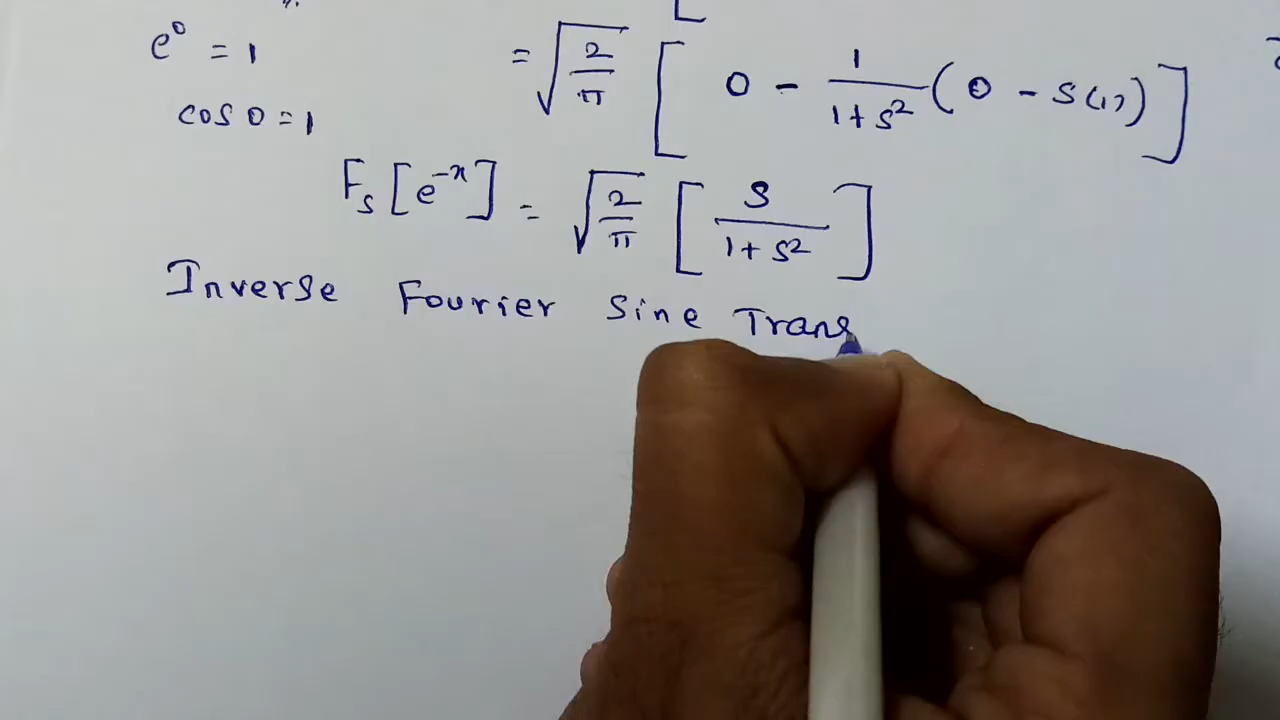 e⁰ = 1
= √(2/π) [ 0 - 1/(1+s²) (0 - s(1)) ]
cos 0 = 1
F_s[e^{-x}] = √(2/π) [ s/(1+s²) ]
Inverse Fourier Sine Trans